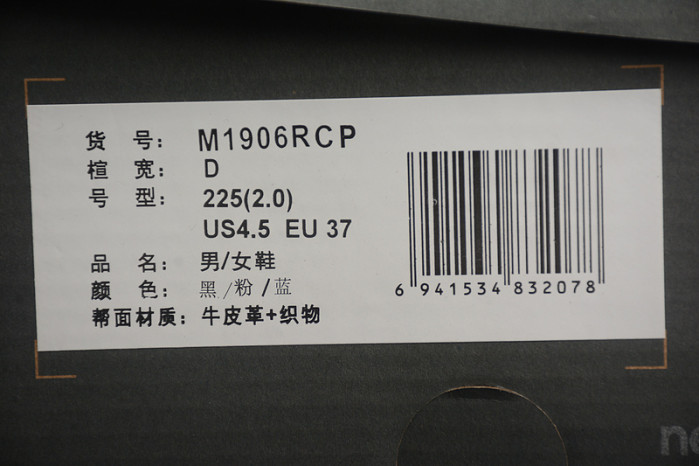 货 号: M1906RCP
楦 宽: D
号 型: 225(2.0)
US4.5 EU 37
品 名: 男/女鞋
颜 色: 黑/粉/蓝
帮面材质: 牛皮革+织物
6 941534 832078